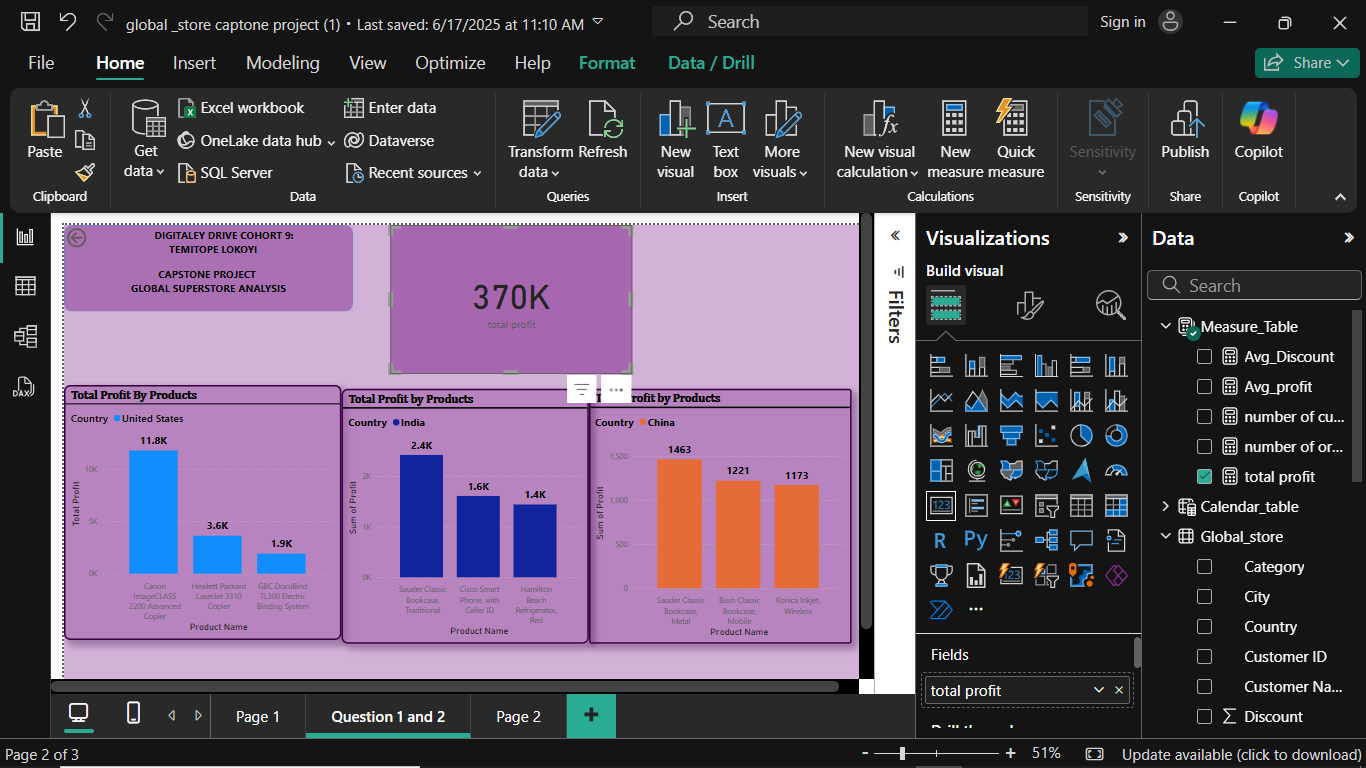 global _store captone project (1) • Last saved: 6/17/2025 at 11:10 AM
Search
Sign in
File
Home
Insert
Modeling
View
Optimize
Help
Format
Data / Drill
Share
Paste
Clipboard
Get data
Excel workbook
OneLake data hub
SQL Server
Enter data
Dataverse
Recent sources
Data
Transform data
Refresh
Queries
New visual
Text box
More visuals
Insert
New visual calculation
New measure
Quick measure
Calculations
Sensitivity
Sensitivity
Publish
Share
Copilot
Copilot
DAX
DIGITALEY DRIVE COHORT 9:
TEMITOPE LOKOYI
CAPSTONE PROJECT
GLOBAL SUPERSTORE ANALYSIS
370K
total profit
Total Profit By Products
Country United States
Total Profit
10K
5K
0K
11.8K
3.6K
1.9K
Canon imageCLASS 2200 Advanced Copier
Hewlett Packard LaserJet 3310 Copier
GBC DocuBind TL300 Electric Binding System
Product Name
Total Profit by Products
Country India
Sum of Profit
2K
1K
0K
2.4K
1.6K
1.4K
Sauder Classic Bookcase, Traditional
Cisco Smart Phone, with Caller ID
Hamilton Beach Refrigerator, Red
Product Name
by Products
Country China
Sum of Profit
1,500
1,000
500
0
1463
1221
1173
Sauder Classic Bookcase, Metal
Bush Classic Bookcase, Mobile
Konica Inkjet, Wireless
Product Name
Filters
Visualizations
Build visual
123
R
Py
123
Fields
total profit
Data
Search
Measure_Table
Avg_Discount
Avg_profit
number of cu...
number of or...
total profit
Calendar_table
Global_store
Category
City
Country
Customer ID
Customer Na...
Discount
Page 1
Question 1 and 2
Page 2
Page 2 of 3
51%
Update available (click to download)